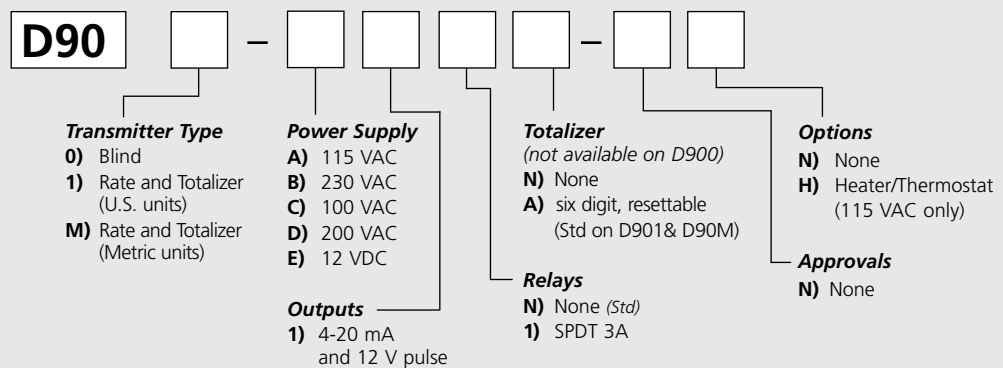 D90 – –
Transmitter Type
0) Blind
1) Rate and Totalizer
(U.S. units)
M) Rate and Totalizer
(Metric units)
Power Supply
A) 115 VAC
B) 230 VAC
C) 100 VAC
D) 200 VAC
E) 12 VDC
Outputs
1) 4-20 mA
and 12 V pulse
Totalizer
(not available on D900)
N) None
A) six digit, resettable
(Std on D901& D90M)
Relays
N) None (Std)
1) SPDT 3A
Options
N) None
H) Heater/Thermostat
(115 VAC only)
Approvals
N) None